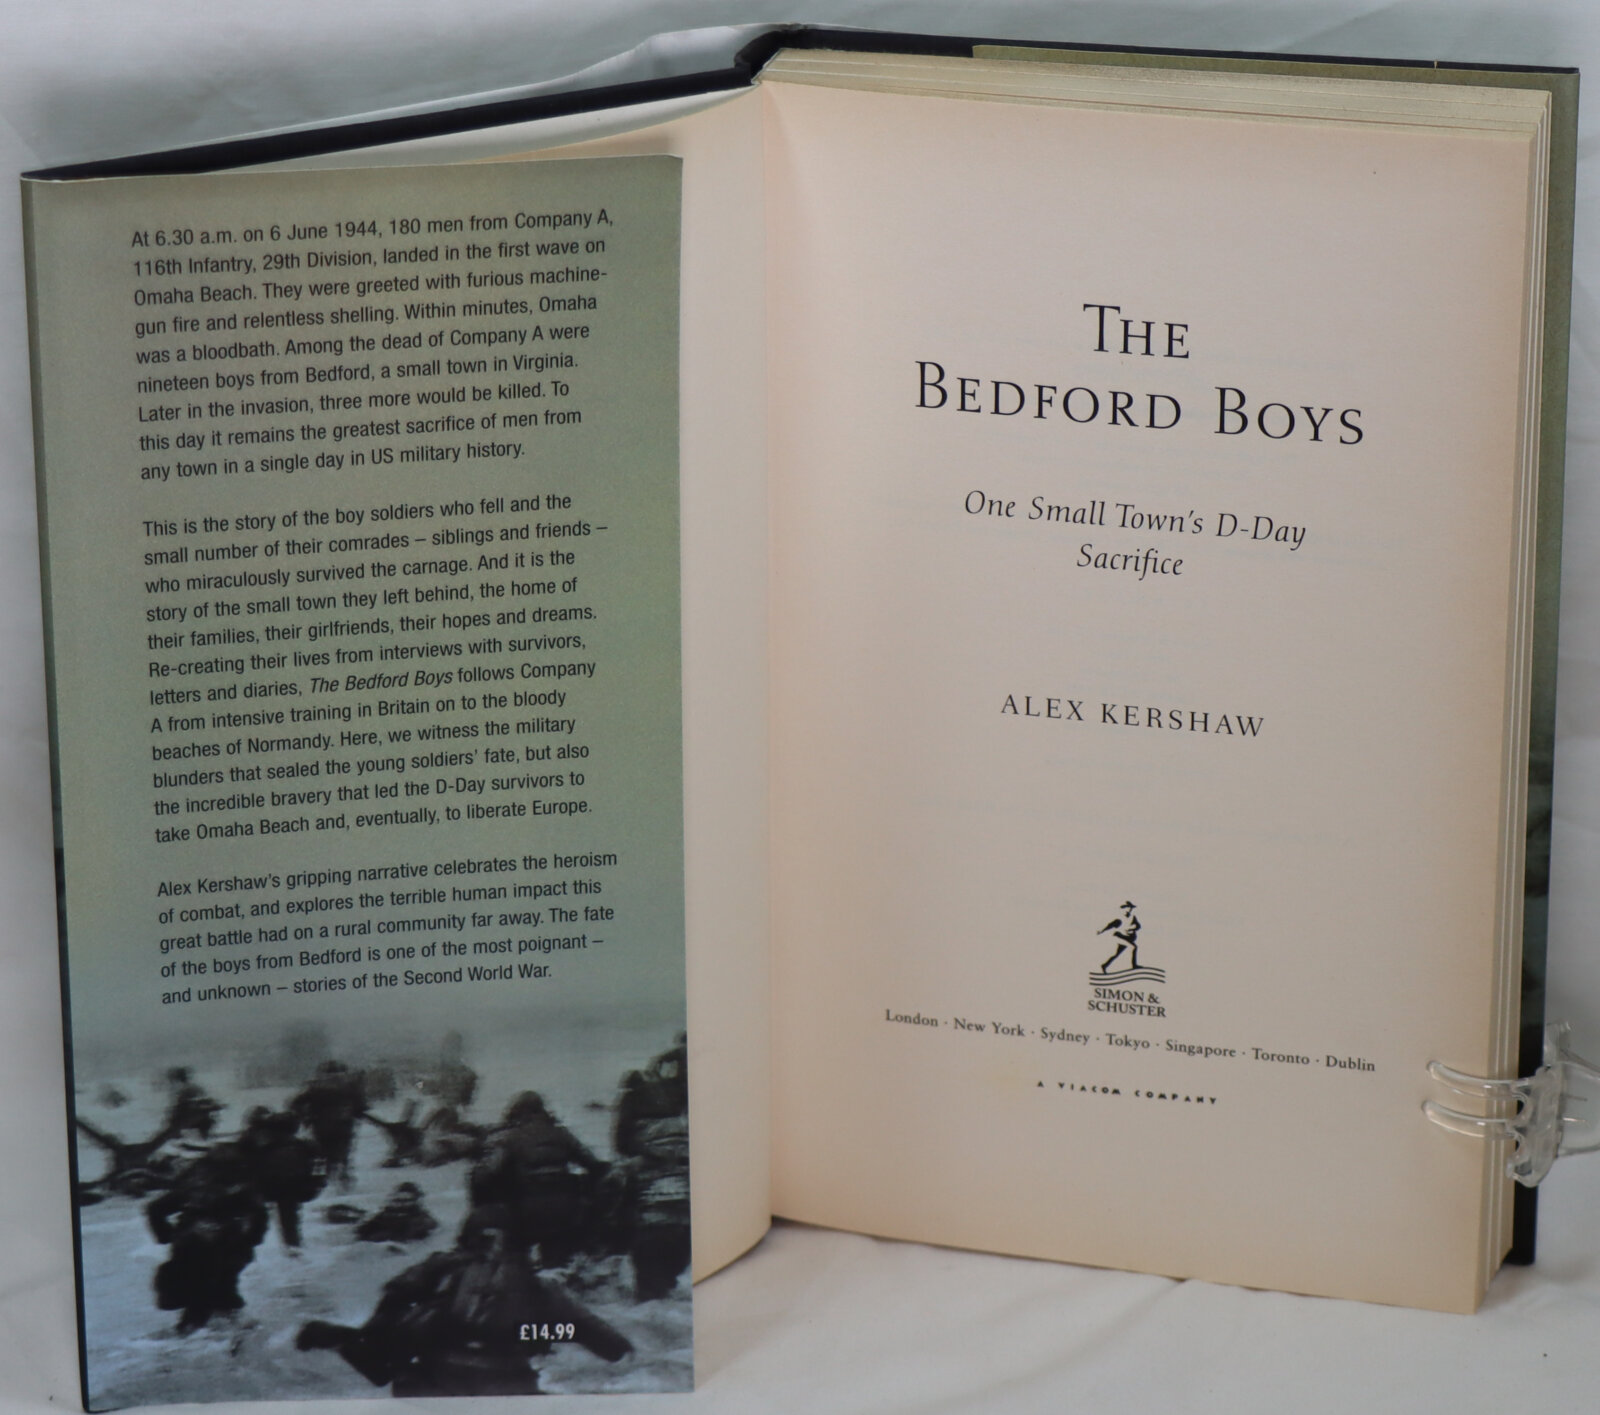 At 6.30 a.m. on 6 June 1944, 180 men from Company A,
116th Infantry, 29th Division, landed in the first wave on
Omaha Beach. They were greeted with furious machine-
gun fire and relentless shelling. Within minutes, Omaha
was a bloodbath. Among the dead of Company A were
nineteen boys from Bedford, a small town in Virginia.
Later in the invasion, three more would be killed. To
this day it remains the greatest sacrifice of men from
any town in a single day in US military history.
This is the story of the boy soldiers who fell and the
small number of their comrades – siblings and friends –
who miraculously survived the carnage. And it is the
story of the small town they left behind, the home of
their families, their girlfriends, their hopes and dreams.
Re-creating their lives from interviews with survivors,
letters and diaries, The Bedford Boys follows Company
A from intensive training in Britain on to the bloody
beaches of Normandy. Here, we witness the military
blunders that sealed the young soldiers' fate, but also
the incredible bravery that led the D-Day survivors to
take Omaha Beach and, eventually, to liberate Europe.
Alex Kershaw's gripping narrative celebrates the heroism
of combat, and explores the terrible human impact this
great battle had on a rural community far away. The fate
of the boys from Bedford is one of the most poignant –
and unknown – stories of the Second World War.
£14.99
THE
BEDFORD BOYS
One Small Town's D-Day
Sacrifice
ALEX KERSHAW
SIMON &
SCHUSTER
London · New York · Sydney · Tokyo · Singapore · Toronto · Dublin
A VIACOM COMPANY